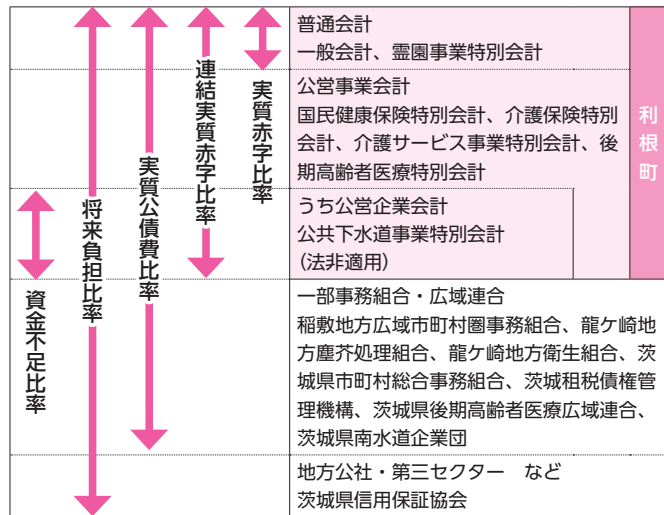 資金不足比率
将来負担比率
実質公債費比率
連結実質赤字比率
実質赤字比率
普通会計
一般会計、霊園事業特別会計
公営事業会計
国民健康保険特別会計、介護保険特別
会計、介護サービス事業特別会計、後
期高齢者医療特別会計
うち公営企業会計
公共下水道事業特別会計
(法非適用)
利根町
一部事務組合・広域連合
稲敷地方広域市町村圏事務組合、龍ケ崎地
方塵芥処理組合、龍ケ崎地方衛生組合、茨
城県市町村総合事務組合、茨城租税債権管
理機構、茨城県後期高齢者医療広域連合、
茨城県南水道企業団
地方公社・第三セクター　など
茨城県信用保証協会